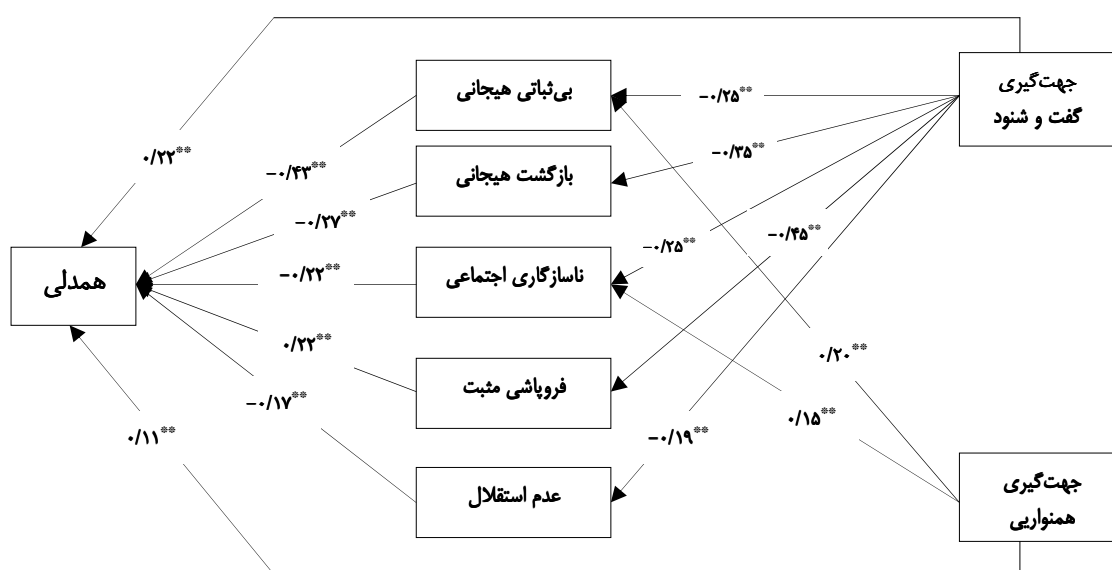 جهت‌گیری
گفت و شنود
بی‌ثباتی هیجانی
-۰/۲۵**
-۰/۳۵**
۰/۲۲**
-۰/۴۳**
بازگشت هیجانی
-۰/۲۷**
-۰/۲۵**
-۰/۴۵**
همدلی
-۰/۲۲**
ناسازگاری اجتماعی
۰/۲۲**
۰/۲۰**
فروپاشی مثبت
-۰/۱۷**
۰/۱۵**
۰/۱۱**
-۰/۱۹**
عدم استقلال
جهت‌گیری
همنواریی